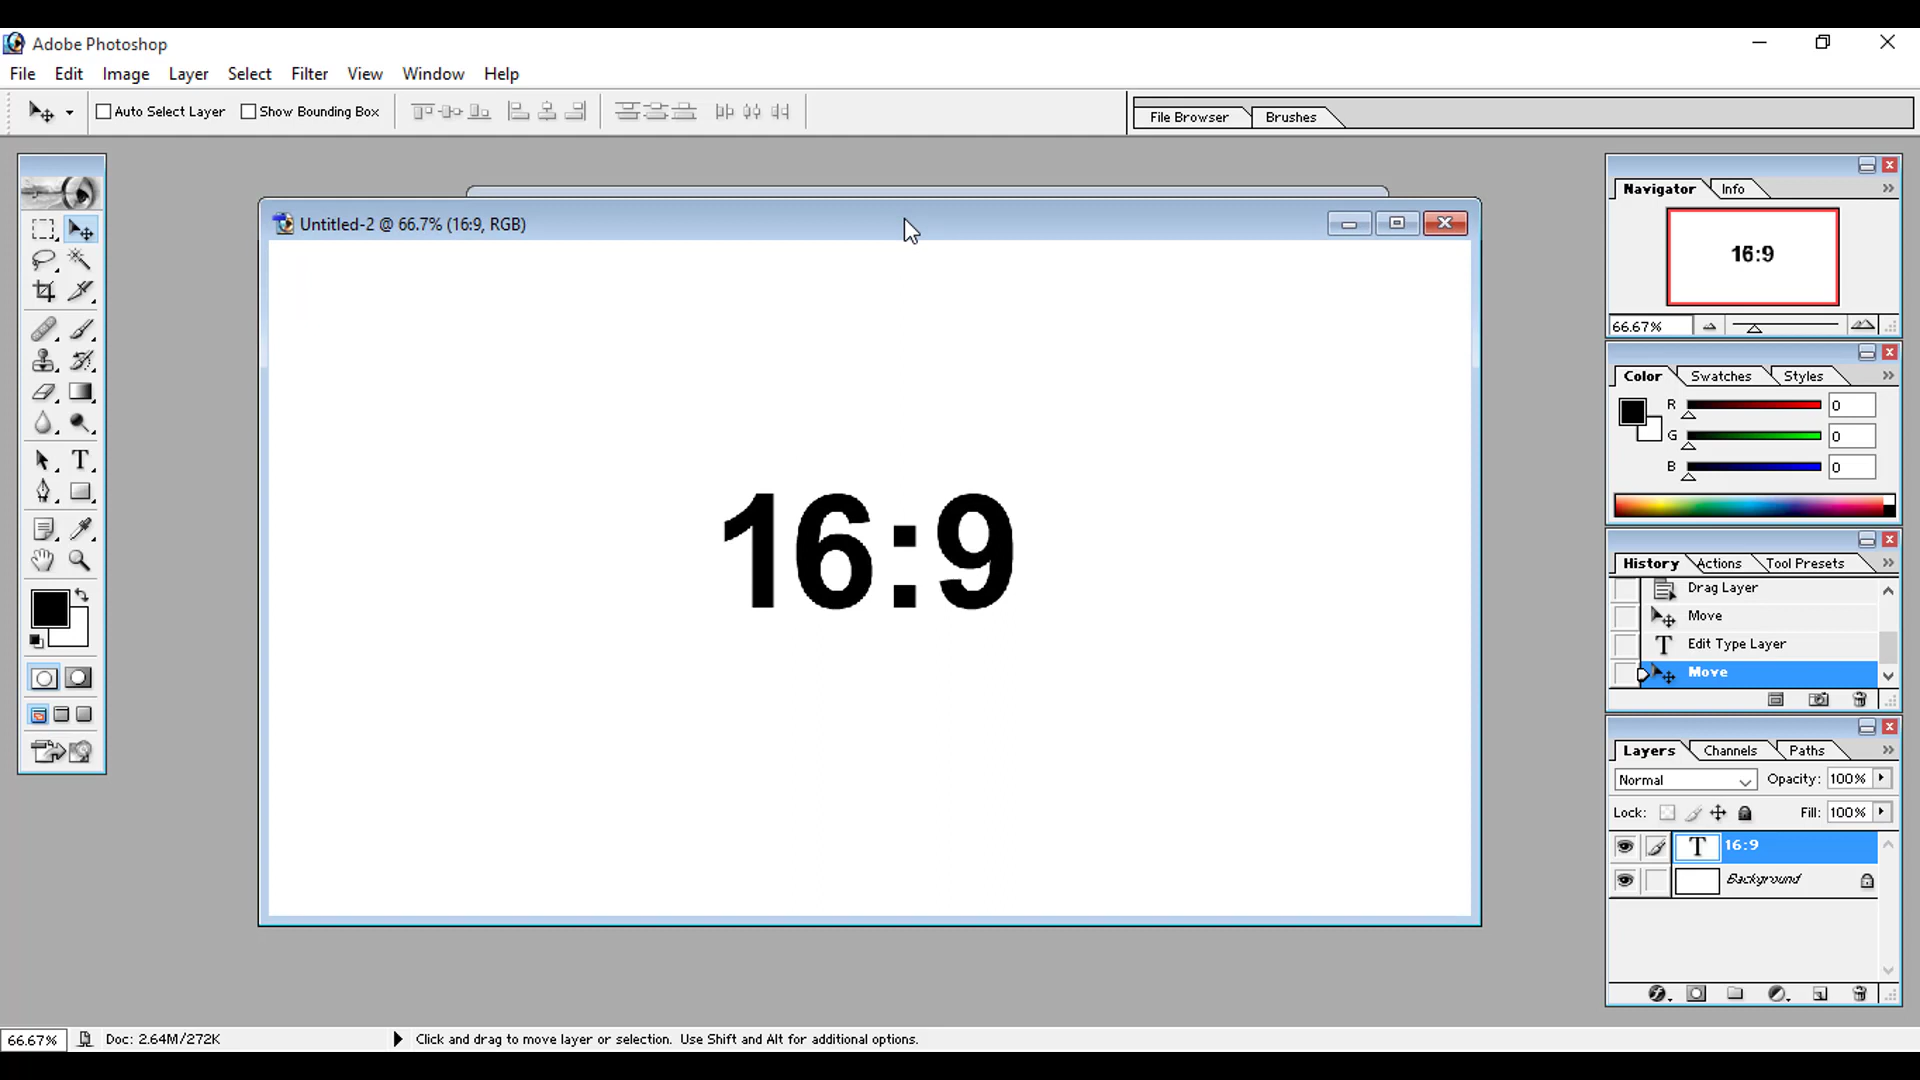 Adobe Photoshop
File Edit Image Layer Select Filter View Window Help
Auto Select Layer Show Bounding Box
File Browser Brushes
Untitled-2 @ 66.7% (16:9, RGB)
16:9
Navigator Info
16:9
66.67%
Color Swatches Styles
R 0
G 0
B 0
History Actions Tool Presets
Drag Layer
Move
T Edit Type Layer
Move
Layers Channels Paths
Normal Opacity: 100%
Lock: Fill: 100%
T 16:9
Background
66.67% Doc: 2.64M/272K Click and drag to move layer or selection. Use Shift and Alt for additional options.